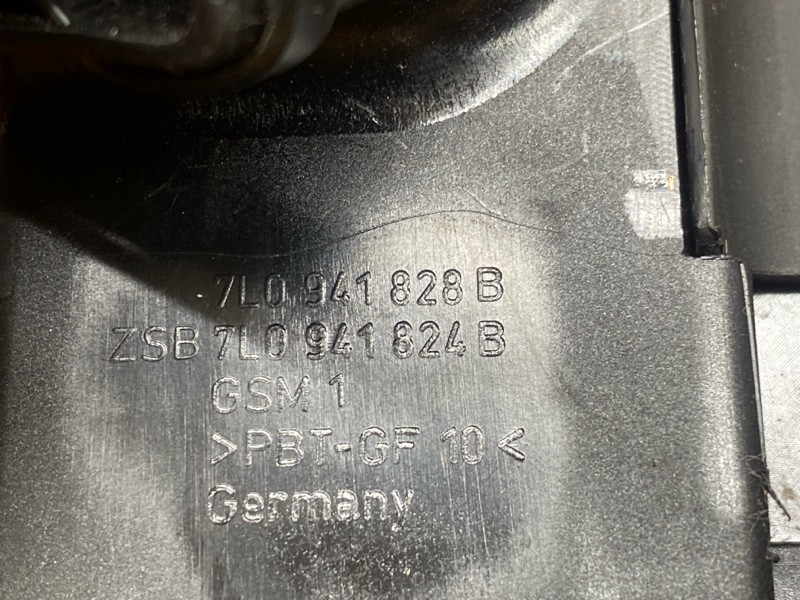 7L0 941 828 B
ZSB 7L0 941 824 B
GSM 1
>PBT-GF 10<
Germany